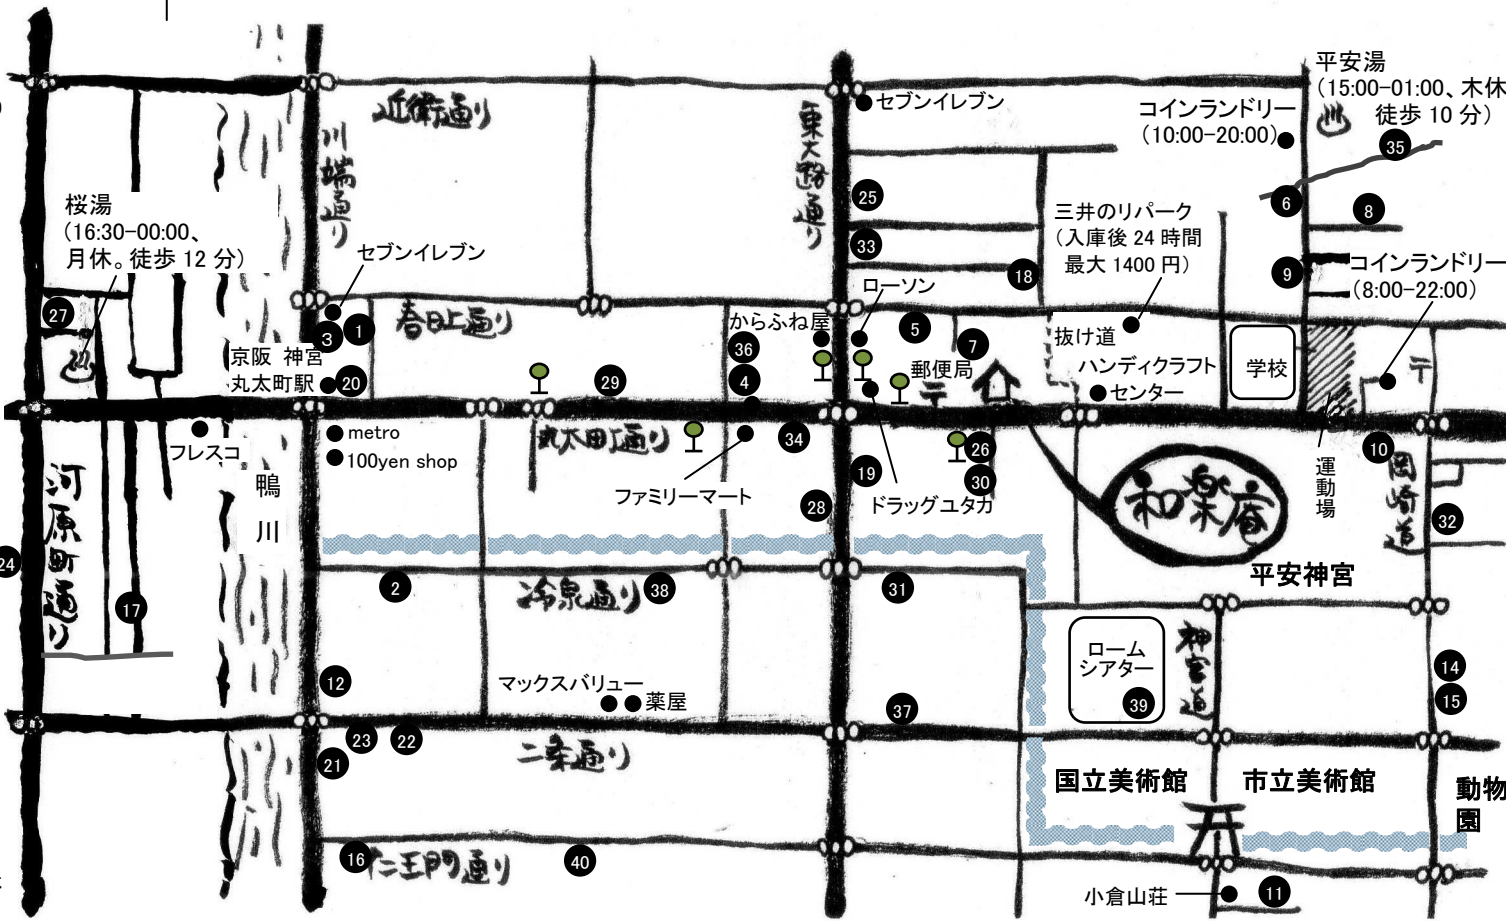 平安湯
(15:00-01:00、木休
徒歩 10 分)
近衛通り
セブンイレブン
コインランドリー
(10:00-20:00)
35
川端通り
東大路通り
25
6
8
桜湯
(16:30-00:00、
月休。徒歩 12 分)
三井のリパーク
(入庫後 24 時間
最大 1400 円)
セブンイレブン
33
18
9
コインランドリー
(8:00-22:00)
ローソン
27
3
1
春日上通り
からふね屋
36
5
7
抜け道
学校
京阪 神宮
丸太町駅
20
29
4
郵便局
〒
ハンディクラフト
センター
〒
フレスコ
metro
100yen shop
丸太町通り
34
26
30
10
ファミリーマート
19
ドラッグユタカ
28
運動場
岡崎道
32
河原町通り
鴨川
和楽庵
平安神宮
24
17
2
冷泉通り
38
31
ローム
シアター
39
神宮道
14
15
12
マックスバリュー
薬屋
37
23
22
21
二条通り
国立美術館
市立美術館
動物
園
16
仁王門通り
40
小倉山荘
11